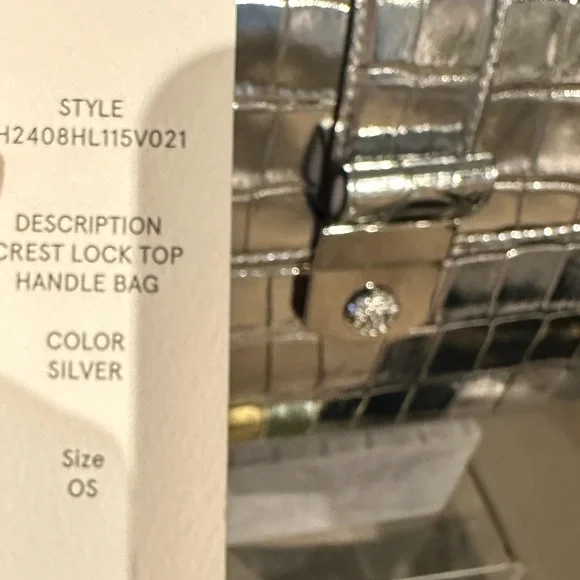 STYLE
H2408HL115V021
DESCRIPTION
CREST LOCK TOP
HANDLE BAG
COLOR
SILVER
Size
OS